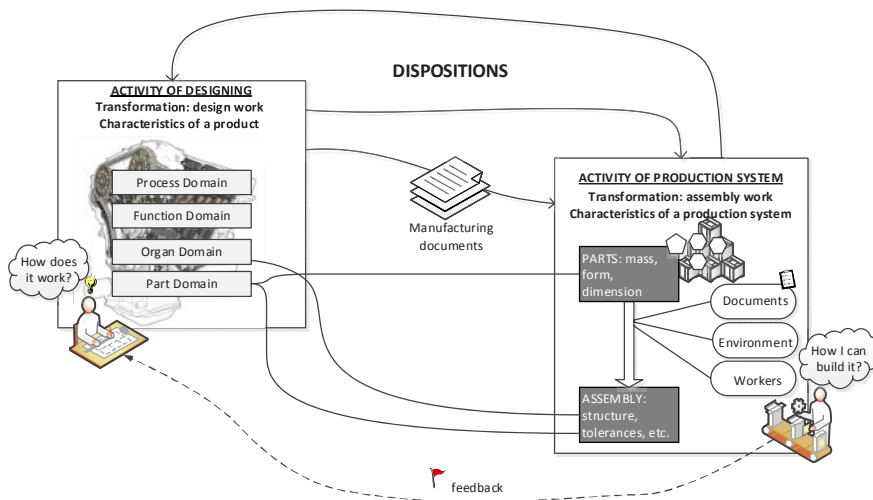 DISPOSITIONS
ACTIVITY OF DESIGNING
Transformation: design work
Characteristics of a product
Process Domain
Function Domain
Organ Domain
Part Domain
How does
it work?
Manufacturing
documents
ACTIVITY OF PRODUCTION SYSTEM
Transformation: assembly work
Characteristics of a production system
PARTS: mass,
form,
dimension
Documents
Environment
Workers
How I can
build it?
ASSEMBLY:
structure,
tolerances, etc.
feedback